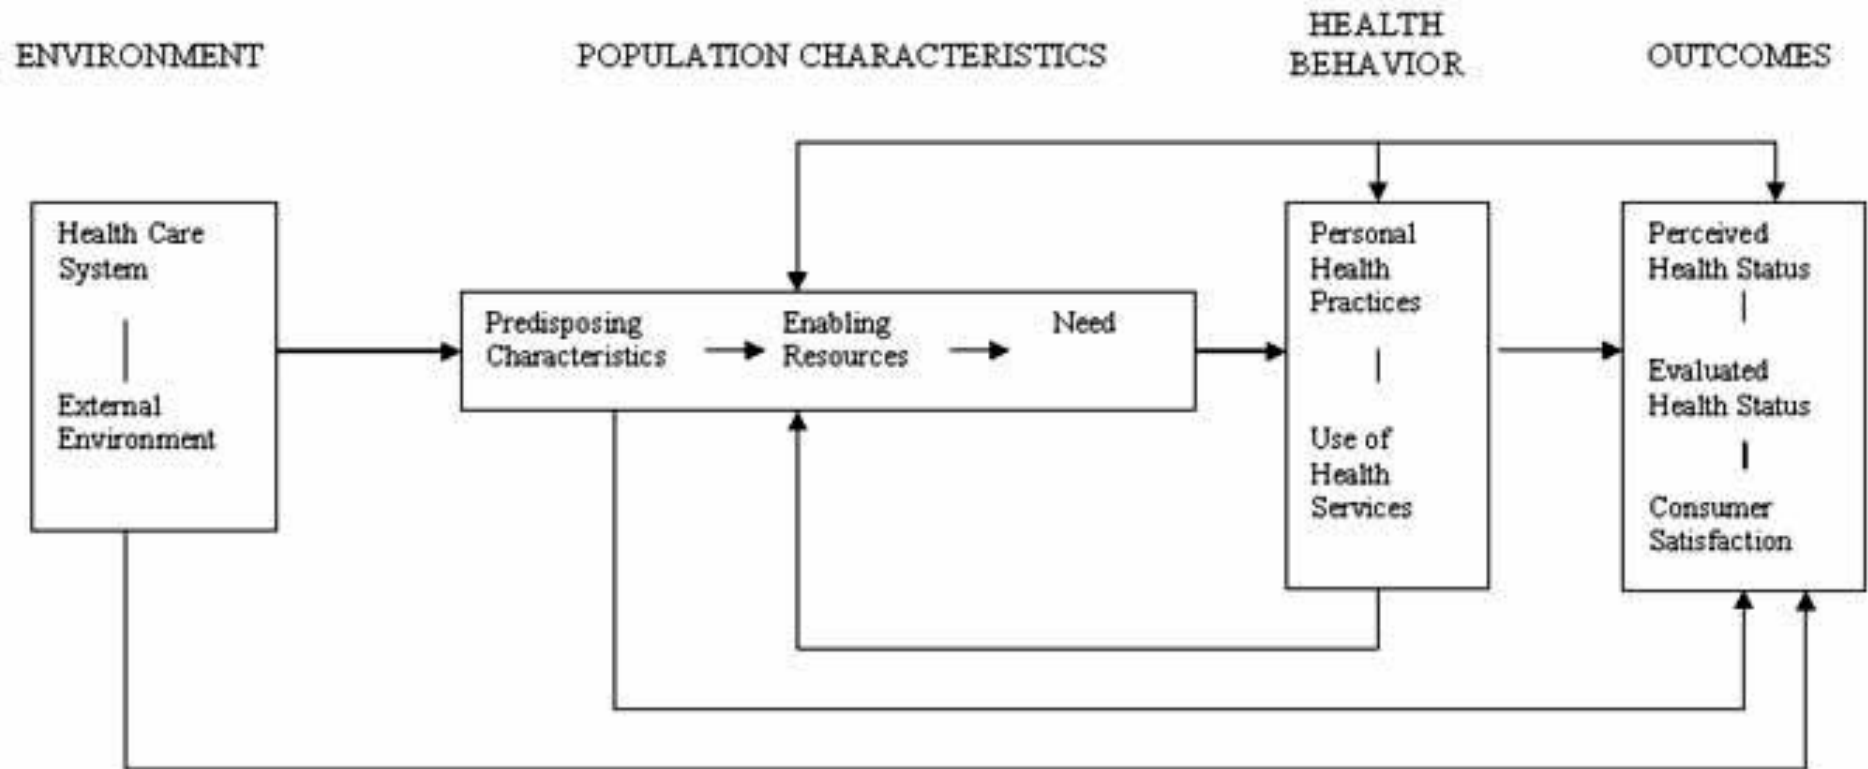 ENVIRONMENT
POPULATION CHARACTERISTICS
HEALTH
BEHAVIOR
OUTCOMES
Health Care
System
External
Environment
Predisposing
Characteristics
Enabling
Resources
Need
Personal
Health
Practices
Use of
Health
Services
Perceived
Health Status
Evaluated
Health Status
Consumer
Satisfaction